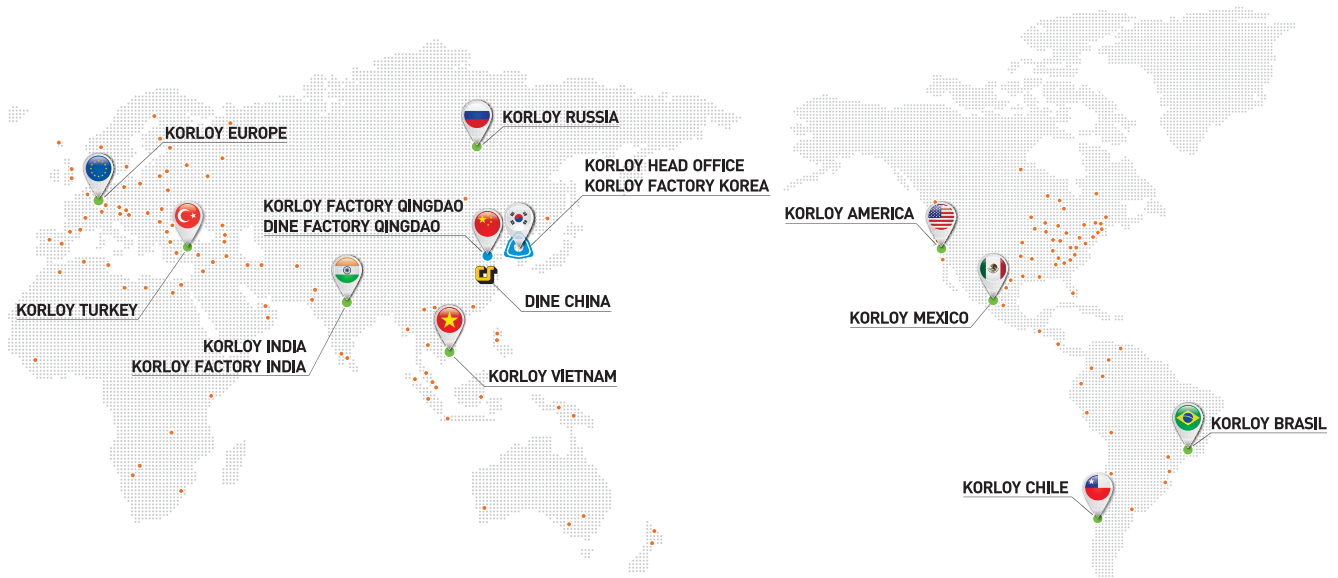 KORLOY RUSSIA
KORLOY EUROPE
KORLOY HEAD OFFICE
KORLOY FACTORY KOREA
KORLOY FACTORY QINGDAO
DINE FACTORY QINGDAO
KORLOY AMERICA
DINE CHINA
KORLOY TURKEY
KORLOY MEXICO
KORLOY INDIA
KORLOY FACTORY INDIA
KORLOY VIETNAM
KORLOY BRASIL
KORLOY CHILE